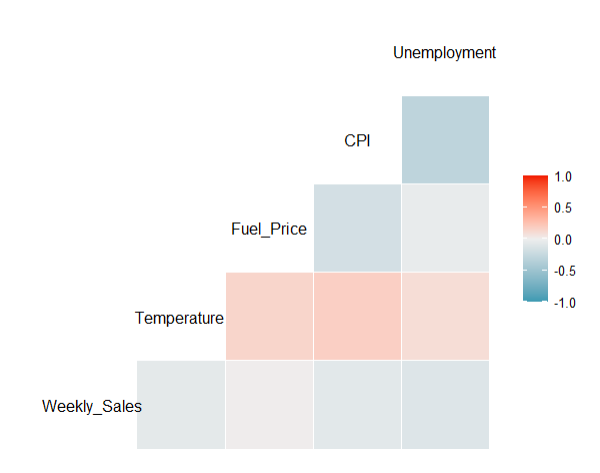 Unemployment
CPI
Fuel_Price
Temperature
Weekly_Sales
1.0
0.5
0.0
-0.5
-1.0